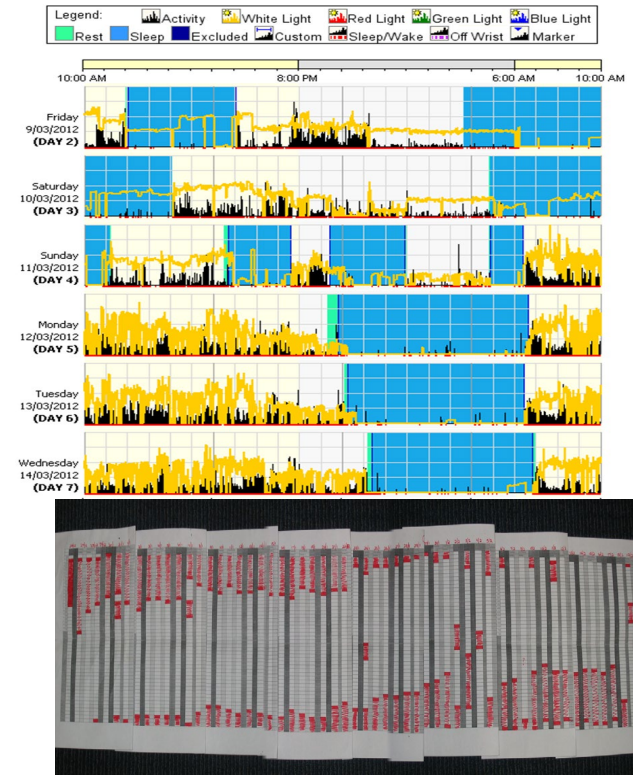 Legend: Activity White Light Red Light Green Light Blue Light
Rest Sleep Excluded Custom Sleep/Wake Off Wrist Marker
10:00 AM 8:00 PM 6:00 AM 10:00 AM
Friday
9/03/2012
(DAY 2)
Saturday
10/03/2012
(DAY 3)
Sunday
11/03/2012
(DAY 4)
Monday
12/03/2012
(DAY 5)
Tuesday
13/03/2012
(DAY 6)
Wednesday
14/03/2012
(DAY 7)